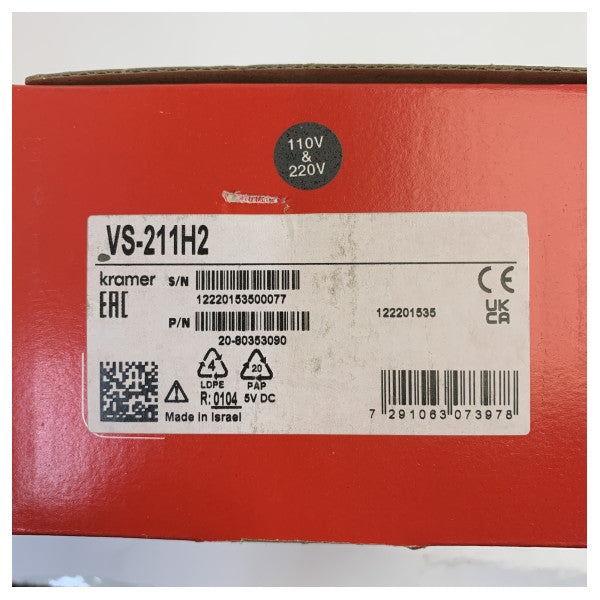 110V
&
220V
VS-211H2
kramer S/N
12220153500077
EAC
P/N
20-80353090
122201535
CE
UK
CA
4
LDPE
20
PAP
R: 0104 5V DC
Made in Israel
7 291063 073978